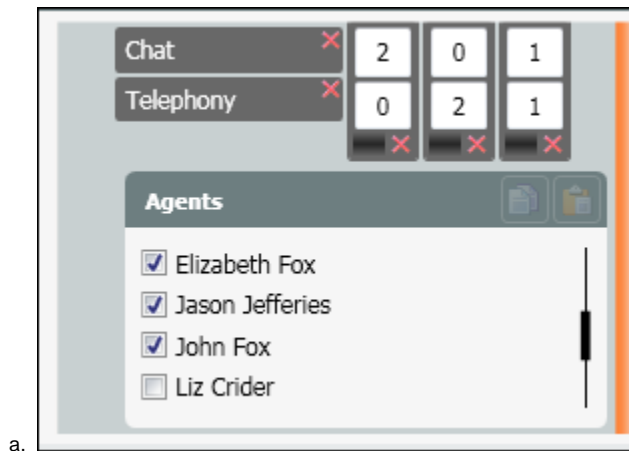 Chat 2 0 1
Telephony 0 2 1
Agents
Elizabeth Fox
Jason Jefferies
John Fox
Liz Crider
a.